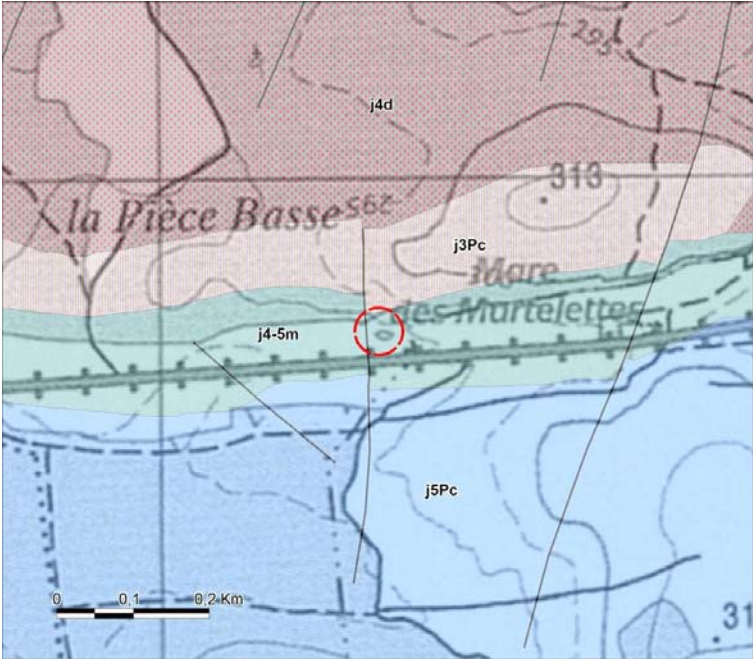 295
j4d
313
la Pièce Basse 295
j3Pc
Mare
des Martelettes
j4-5m
j5Pc
0 0,1 0,2 Km
31